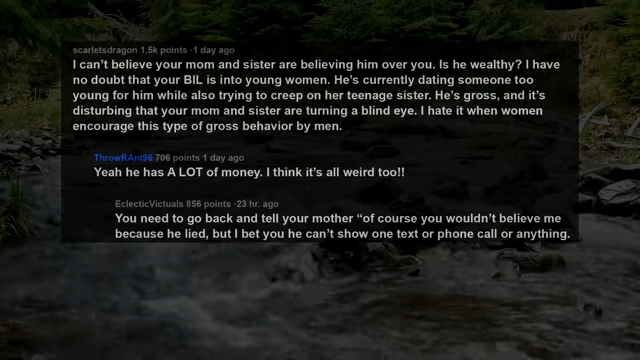 scarletsdragon 1.5k points ·1 day ago
I can't believe your mom and sister are believing him over you. Is he wealthy? I have
no doubt that your BIL is into young women. He's currently dating someone too
young for him while also trying to creep on her teenage sister. He's gross, and it's
disturbing that your mom and sister are turning a blind eye. I hate it when women
encourage this type of gross behavior by men.
ThrowRAnt96 706 points 1 day ago
Yeah he has A LOT of money. I think it's all weird too!!
EclecticVictuals 856 points ·23 hr. ago
You need to go back and tell your mother “of course you wouldn't believe me
because he lied, but I bet you he can't show one text or phone call or anything.